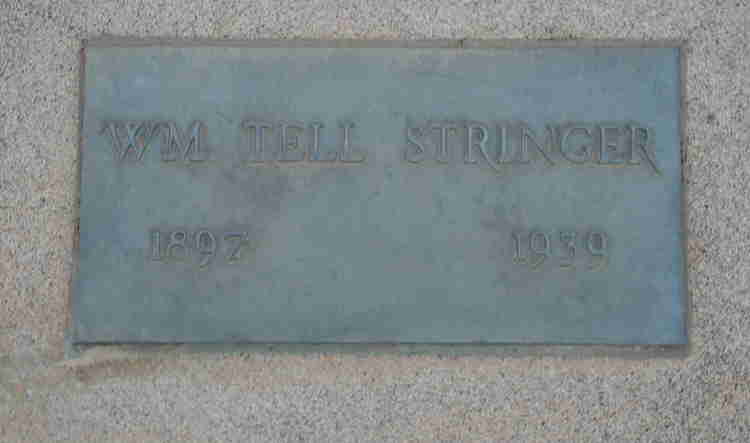 WM TELL STRINGER
1897 1939